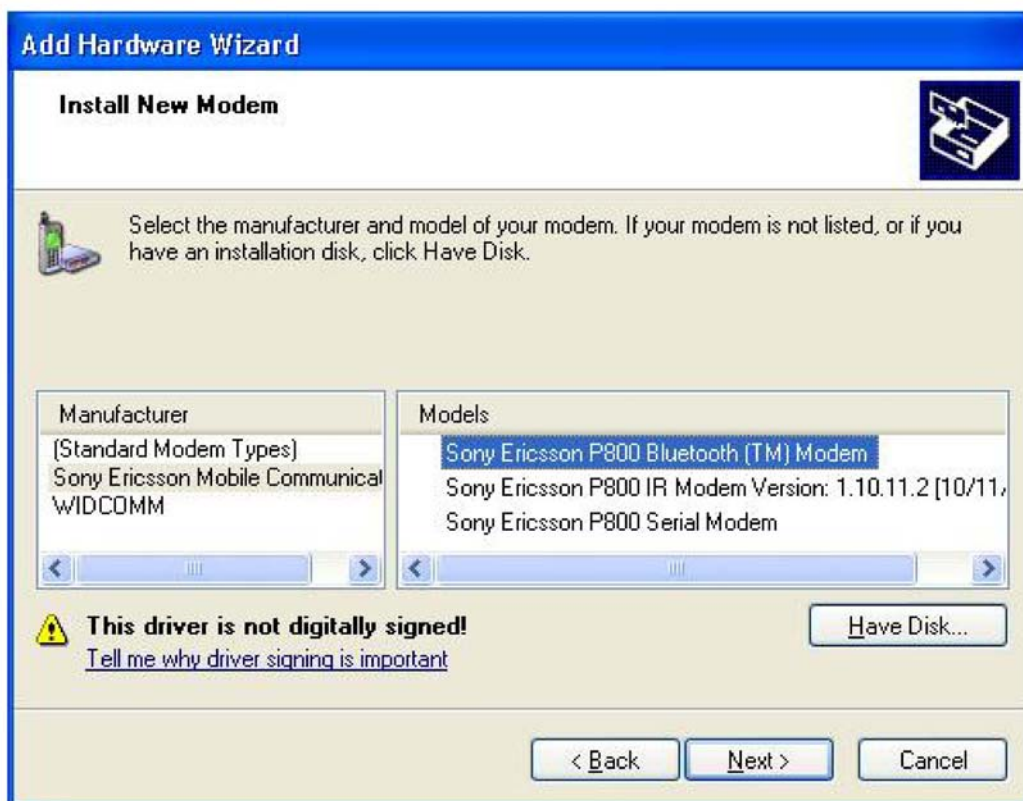 Add Hardware Wizard
Install New Modem
Select the manufacturer and model of your modem. If your modem is not listed, or if you
have an installation disk, click Have Disk.
Manufacturer
(Standard Modem Types)
Sony Ericsson Mobile Communicat
WIDCOMM
Models
Sony Ericsson P800 Bluetooth (TM) Modem
Sony Ericsson P800 IR Modem Version: 1.10.11.2 [10/11/
Sony Ericsson P800 Serial Modem
This driver is not digitally signed!
Tell me why driver signing is important
Have Disk...
< Back
Next >
Cancel